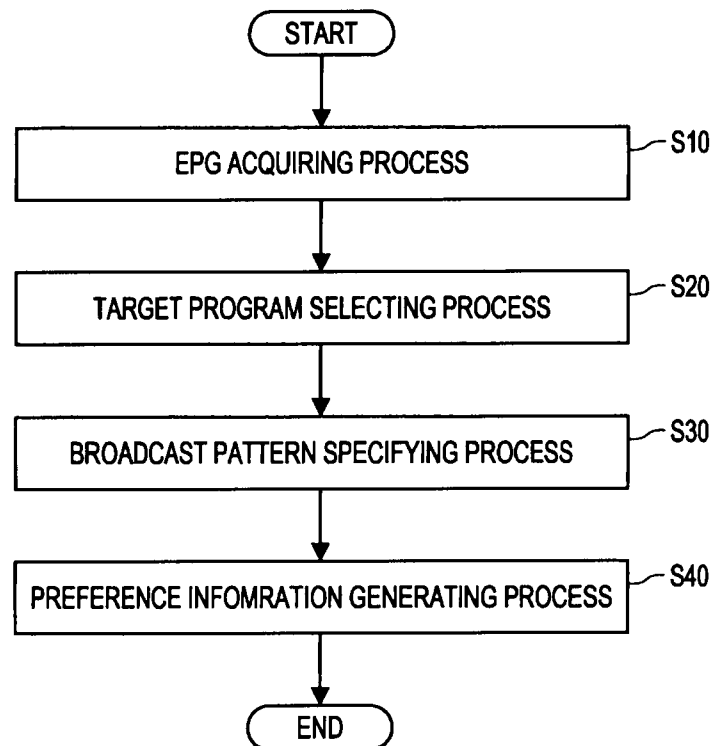 START
EPG ACQUIRING PROCESS
S10
TARGET PROGRAM SELECTING PROCESS
S20
BROADCAST PATTERN SPECIFYING PROCESS
S30
PREFERENCE INFOMRATION GENERATING PROCESS
S40
END